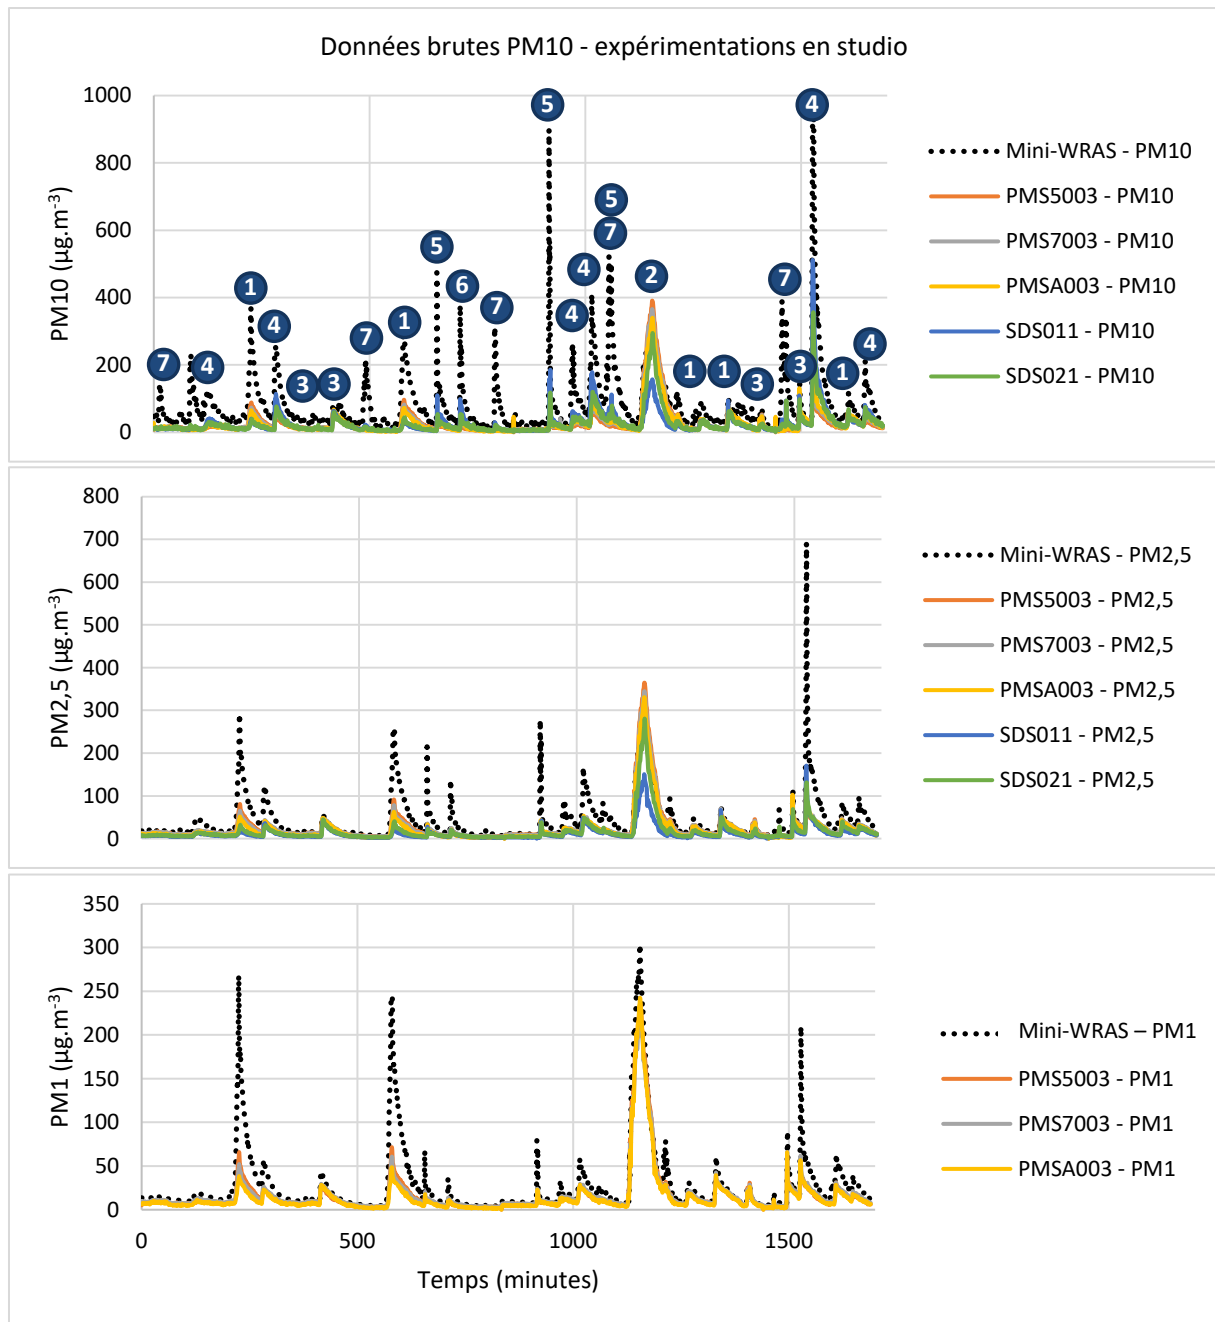 Données brutes PM10 - expérimentations en studio
PM10 (µg.m-3)
1000
800
600
400
200
0
7
4
1
4
3
3
7
1
5
6
7
5
4
4
5
7
2
1
1
3
7
3
4
1
4
Mini-WRAS - PM10
PMS5003 - PM10
PMS7003 - PM10
PMSA003 - PM10
SDS011 - PM10
SDS021 - PM10
PM2,5 (µg.m-3)
800
700
600
500
400
300
200
100
0
Mini-WRAS - PM2,5
PMS5003 - PM2,5
PMS7003 - PM2,5
PMSA003 - PM2,5
SDS011 - PM2,5
SDS021 - PM2,5
PM1 (µg.m-3)
350
300
250
200
150
100
50
0
0
500
1000
1500
Temps (minutes)
Mini-WRAS – PM1
PMS5003 - PM1
PMS7003 - PM1
PMSA003 - PM1